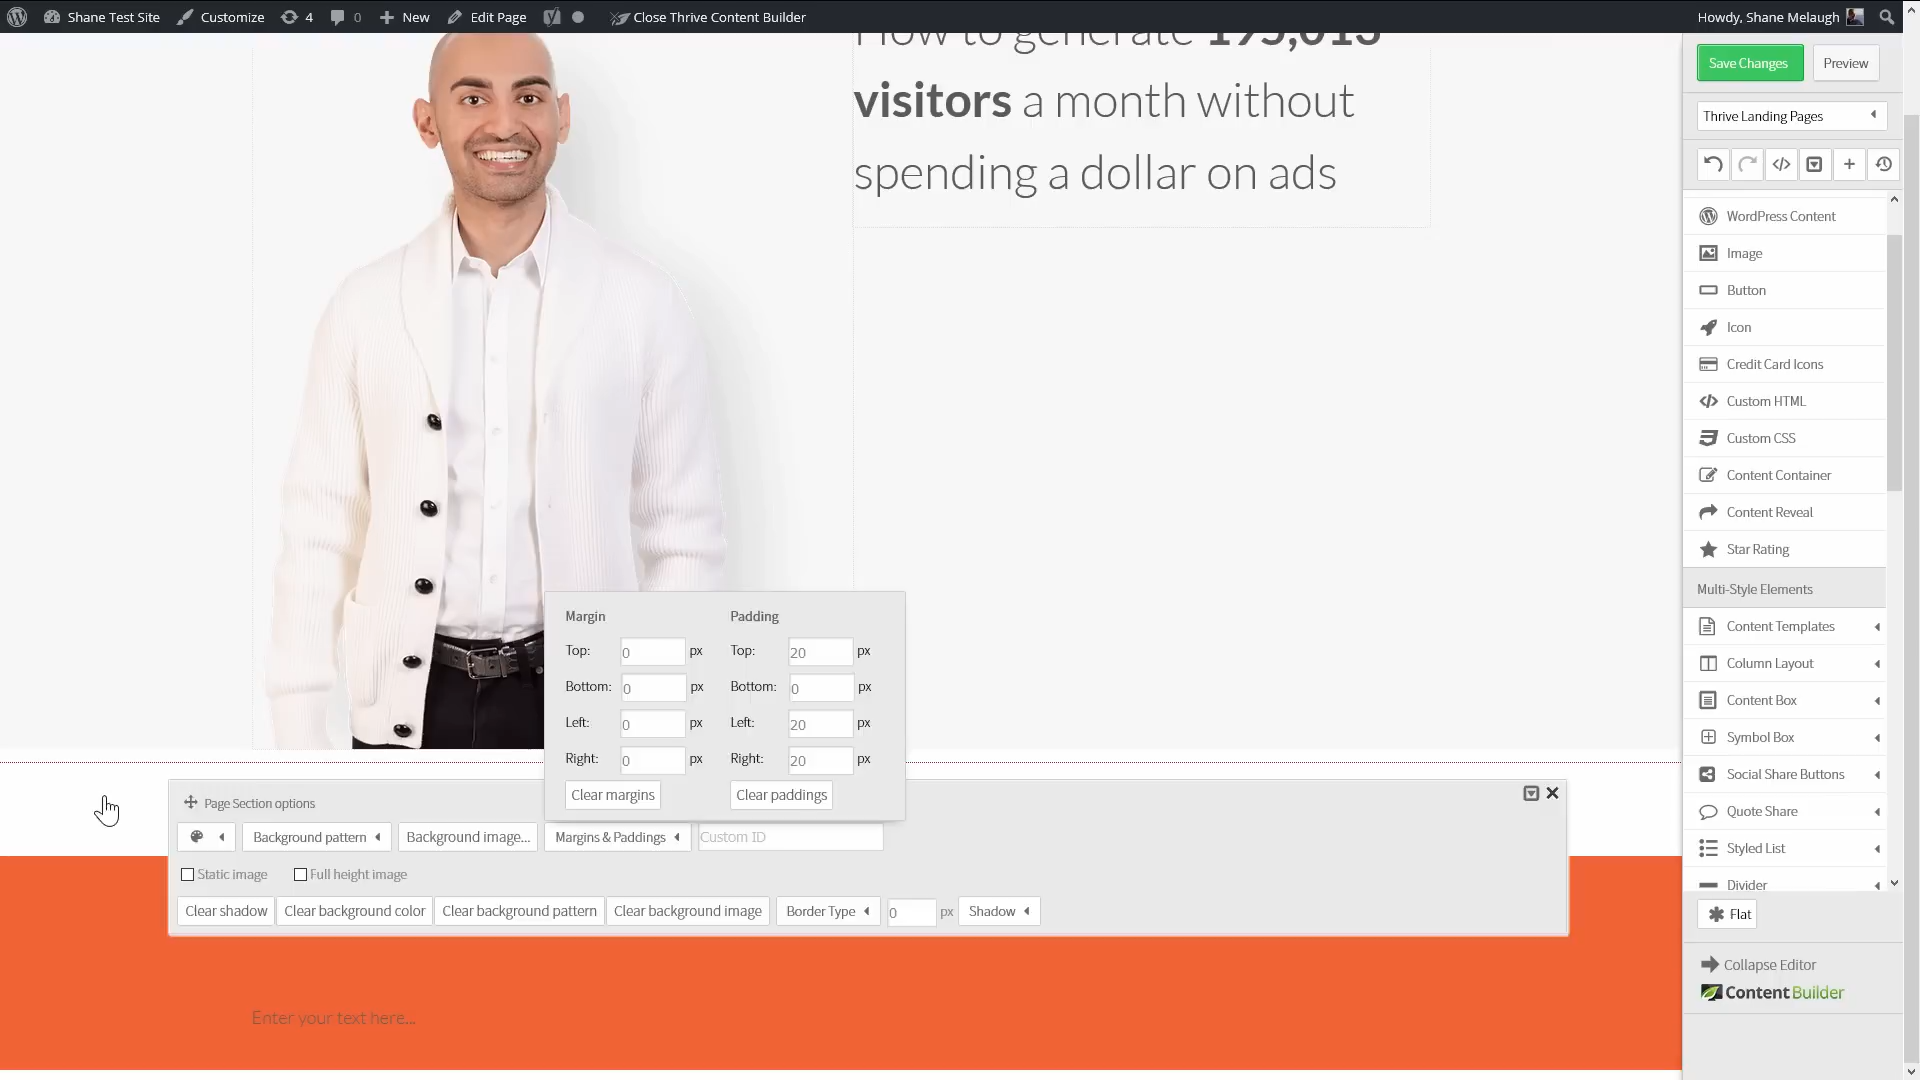 Shane Test Site Customize 4 0 New Edit Page Close Thrive Content Builder Howdy, Shane Melaugh
How to generate 195,013
visitors a month without
spending a dollar on ads
Save Changes Preview
Thrive Landing Pages
WordPress Content
Image
Button
Icon
Credit Card Icons
Custom HTML
Custom CSS
Content Container
Content Reveal
Star Rating
Multi-Style Elements
Content Templates
Column Layout
Content Box
Symbol Box
Social Share Buttons
Quote Share
Styled List
Divider
Flat
Collapse Editor
Content Builder
Margin Padding
Top: 0 px Top: 20 px
Bottom: 0 px Bottom: 0 px
Left: 0 px Left: 20 px
Right: 0 px Right: 20 px
Clear margins Clear paddings
Page Section options
Background pattern Background image... Margins & Paddings Custom ID
Static image Full height image
Clear shadow Clear background color Clear background pattern Clear background image Border Type 0 px Shadow
Enter your text here...